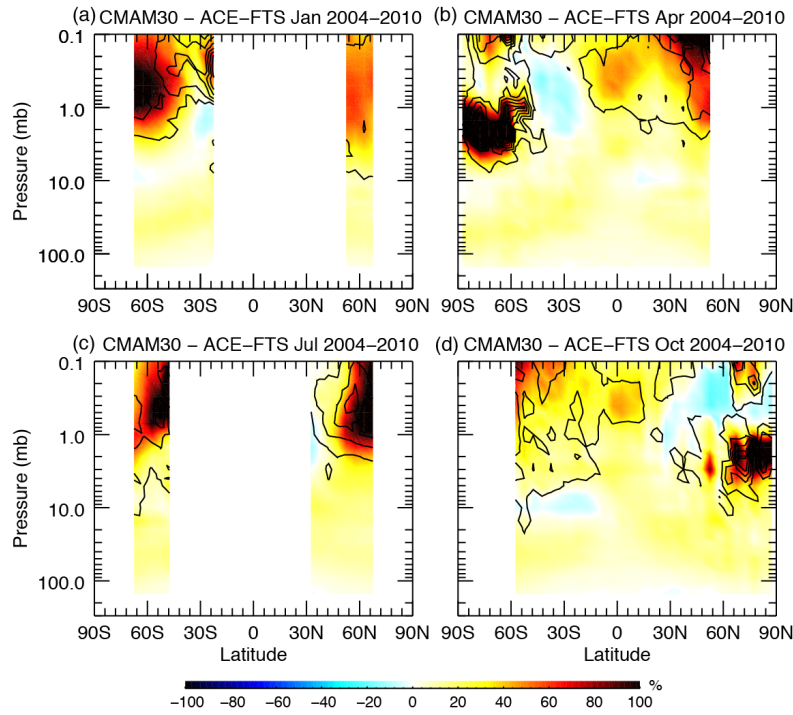 (a) CMAM30 − ACE−FTS Jan 2004−2010
(b) CMAM30 − ACE−FTS Apr 2004−2010
0.1
1.0
10.0
100.0
Pressure (mb)
90S 60S 30S 0 30N 60N 90N
90S 60S 30S 0 30N 60N 90N
(c) CMAM30 − ACE−FTS Jul 2004−2010
(d) CMAM30 − ACE−FTS Oct 2004−2010
0.1
1.0
10.0
100.0
Pressure (mb)
90S 60S 30S 0 30N 60N 90N
90S 60S 30S 0 30N 60N 90N
Latitude
Latitude
%
−100 −80 −60 −40 −20 0 20 40 60 80 100